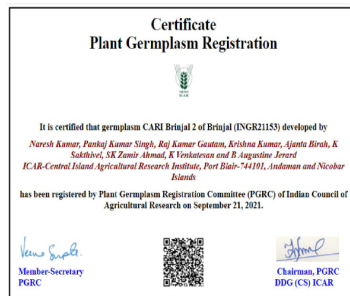 Certificate
Plant Germplasm Registration
It is certified that germplasm CARI Brinjal 2 of Brinjal (INGR21153) developed by
Naresh Kumar, Pankaj Kumar Singh, Raj Kumar Gautam, Krishna Kumar, Ajanta Birah, K
Sakthivel, SK Zamir Ahmad, K Venkatesan and B Augustine Jerard
ICAR-Central Island Agricultural Research Institute, Port Blair-744101, Andaman and Nicobar
Islands
has been registered by Plant Germplasm Registration Committee (PGRC) of Indian Council of
Agricultural Research on September 21, 2021.
Member-Secretary
PGRC
Chairman, PGRC
DDG (CS) ICAR